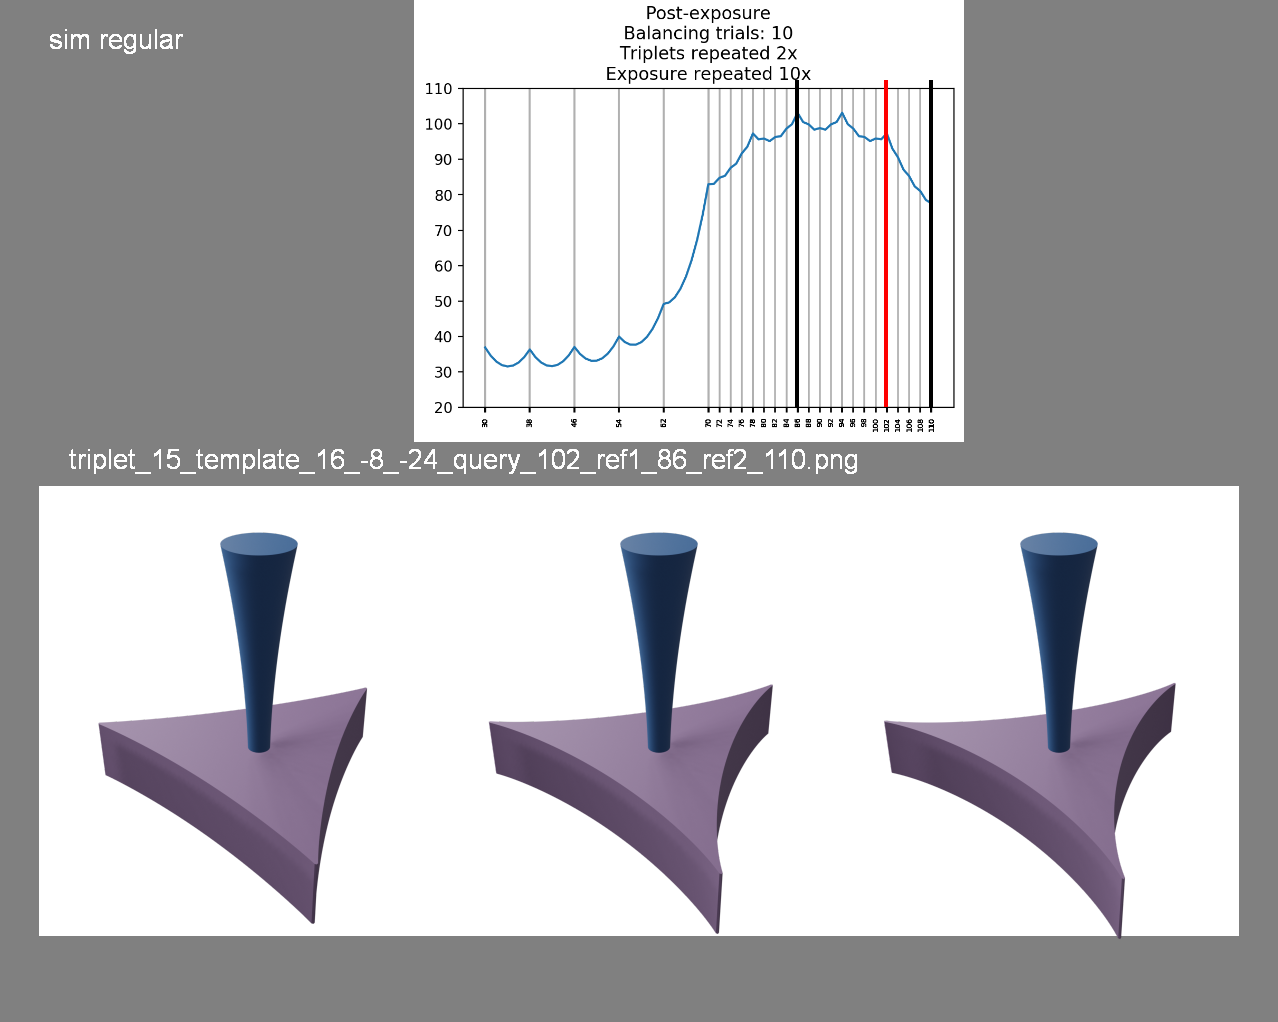 sim regular
Post-exposure
Balancing trials: 10
Triplets repeated 2x
Exposure repeated 10x
110
100
90
80
70
60
50
40
30
20
30 38 46 54 62 70 72 74 76 78 80 82 84 86 88 90 92 94 96 98 100 102 104 106 108 110
triplet_15_template_16_-8_-24_query_102_ref1_86_ref2_110.png